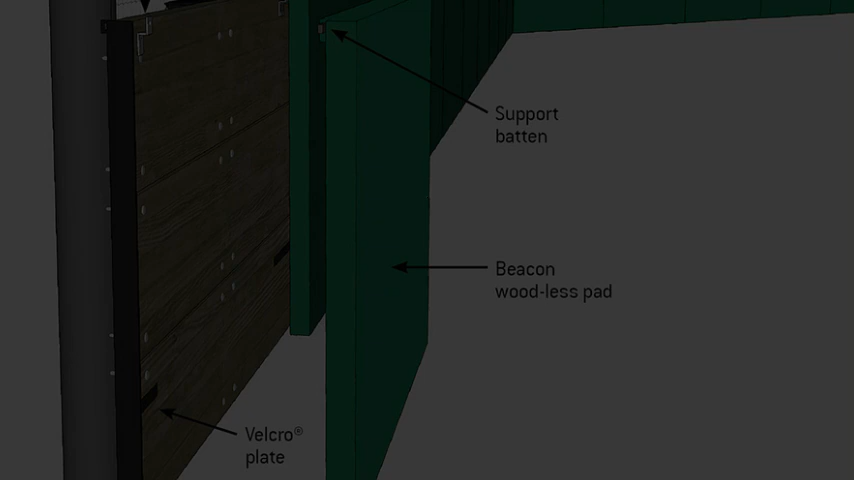 Support
batten
Beacon
wood-less pad
Velcro®
plate